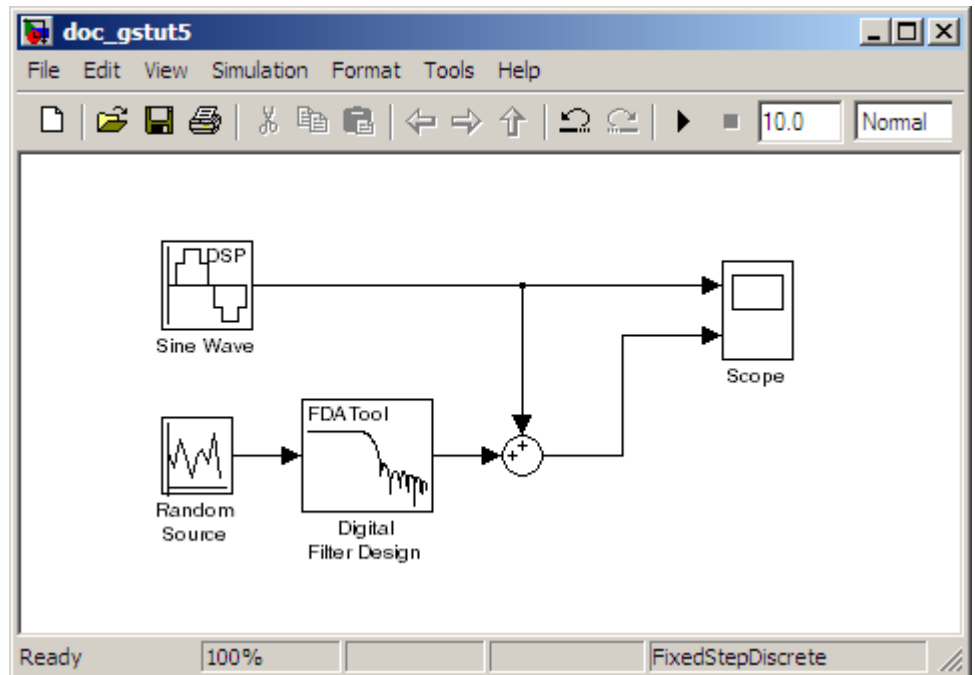 doc_gstut5
File Edit View Simulation Format Tools Help
10.0 Normal
DSP
Sine Wave
Scope
FDATool
Random
Source
Digital
Filter Design
+ +
Ready 100% FixedStepDiscrete